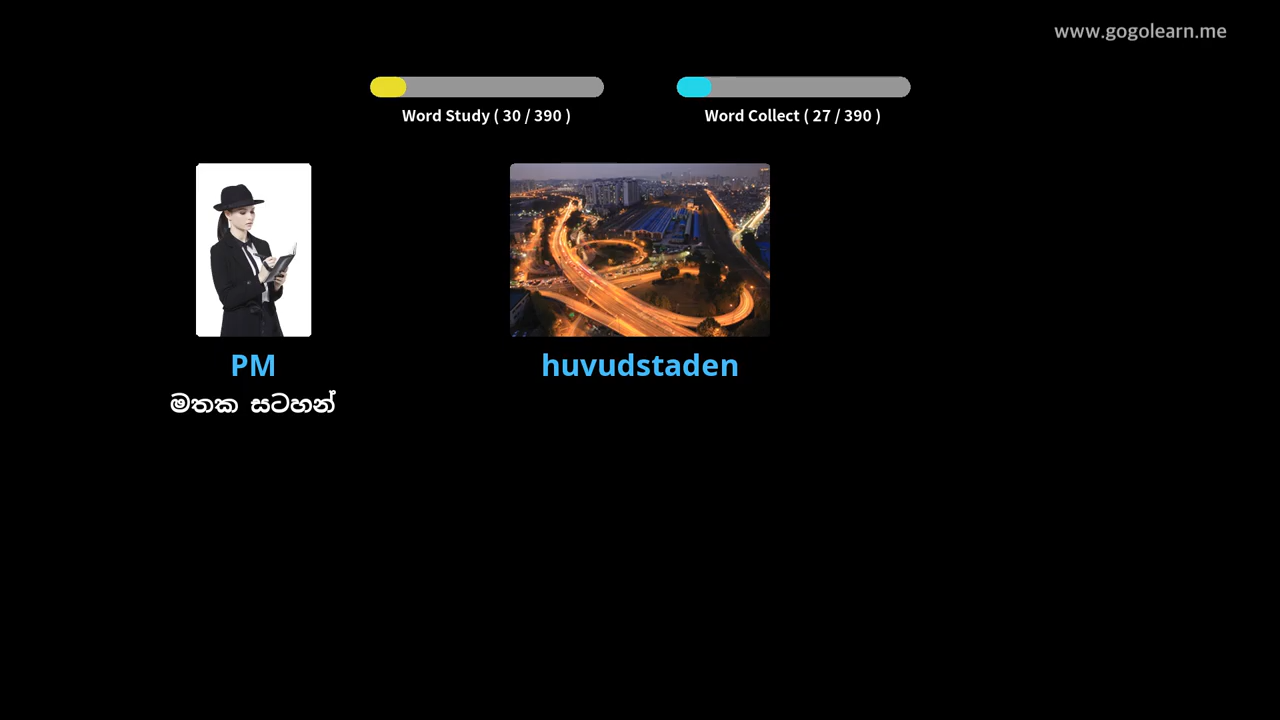 www.gogolearn.me
Word Study ( 30 / 390 )
Word Collect ( 27 / 390 )
PM
මතක සටහන්
huvudstaden